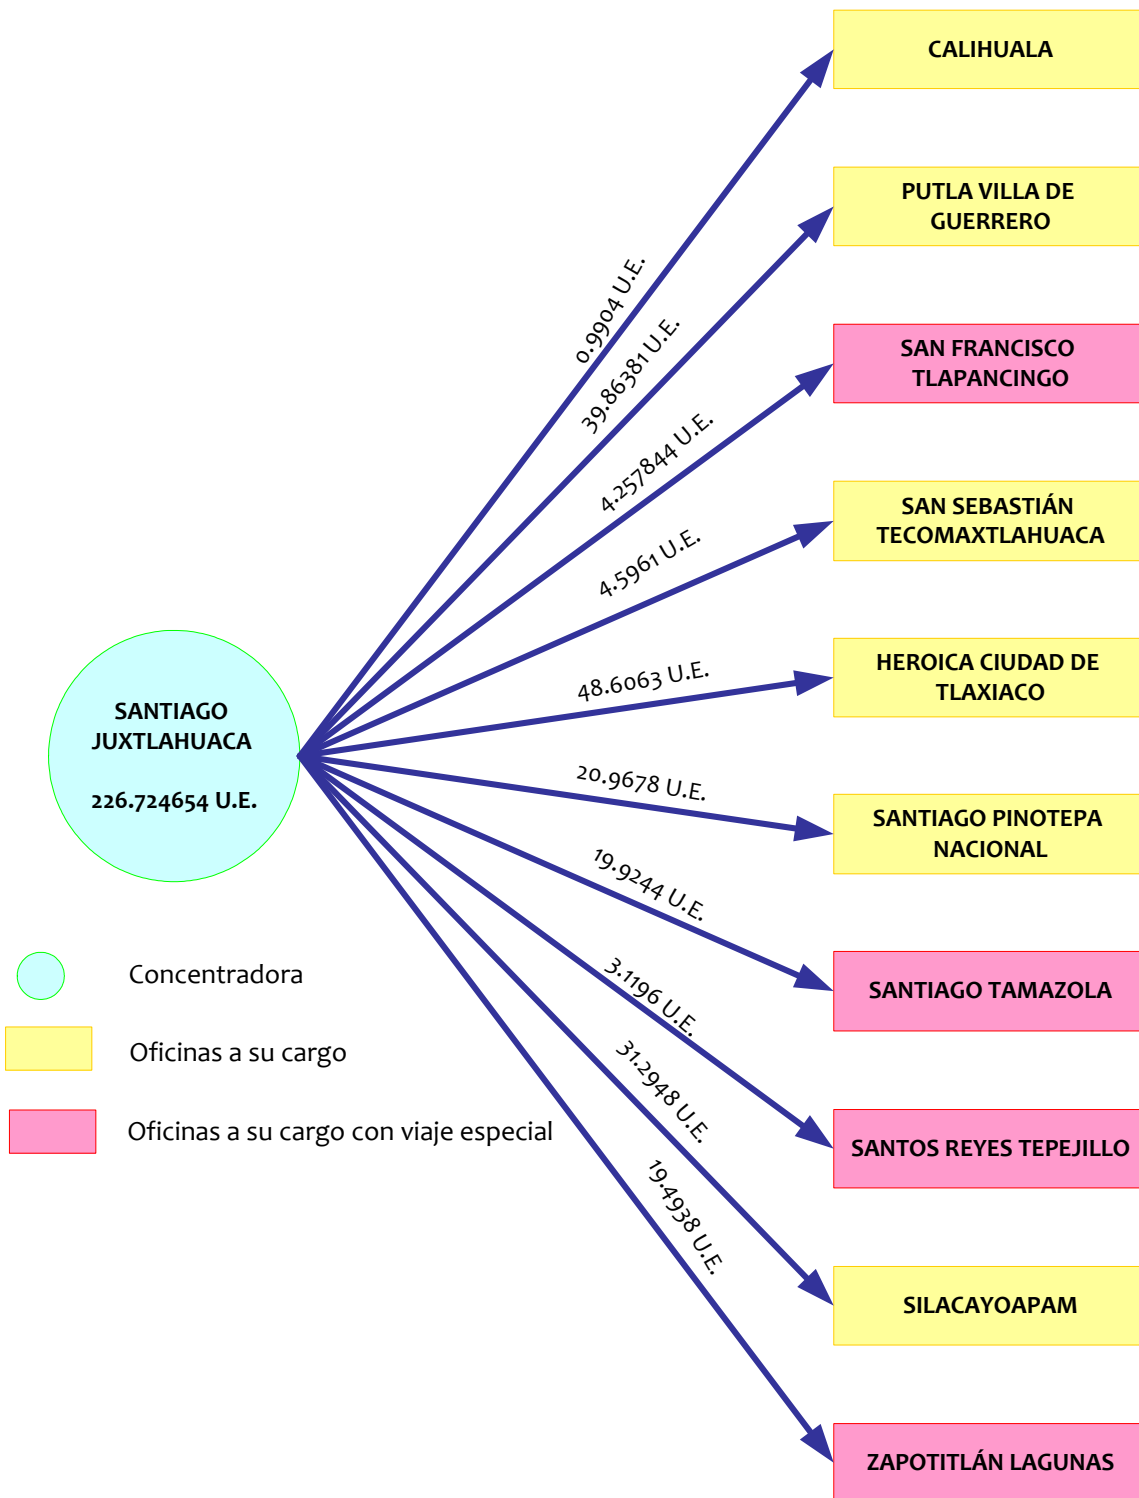 CALIHUALA
PUTLA VILLA DE
GUERRERO
SAN FRANCISCO
TLAPANCINGO
SAN SEBASTIÁN
TECOMAXTLAHUACA
HEROICA CIUDAD DE
TLAXIACO
SANTIAGO PINOTEPA
NACIONAL
SANTIAGO TAMAZOLA
SANTOS REYES TEPEJILLO
SILACAYOAPAM
ZAPOTITLÁN LAGUNAS
0.9904 U.E.
39.86381 U.E.
4.257844 U.E.
4.5961 U.E.
48.6063 U.E.
20.9678 U.E.
19.9244 U.E.
3.1196 U.E.
31.2948 U.E.
19.4938 U.E.
SANTIAGO
JUXTLAHUACA
226.724654 U.E.
Concentradora
Oficinas a su cargo
Oficinas a su cargo con viaje especial